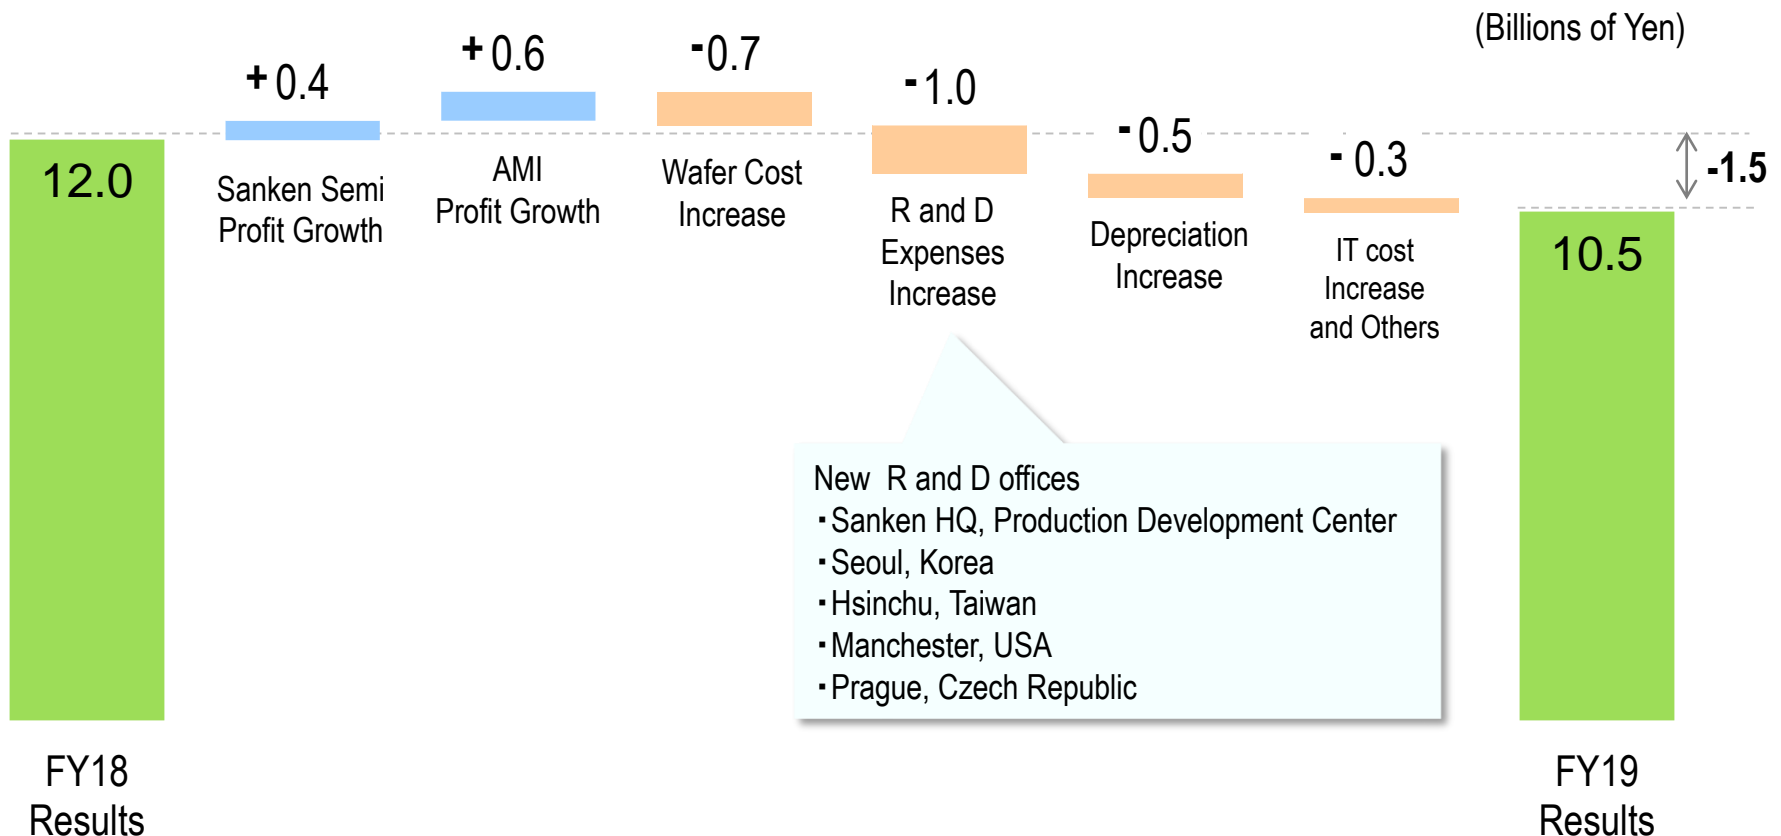 (Billions of Yen)
+0.4
+0.6
-0.7
-1.0
-0.5
-0.3
-1.5
12.0
Sanken Semi
Profit Growth
AMI
Profit Growth
Wafer Cost
Increase
R and D
Expenses
Increase
Depreciation
Increase
IT cost
Increase
and Others
10.5
New R and D offices
・Sanken HQ, Production Development Center
・Seoul, Korea
・Hsinchu, Taiwan
・Manchester, USA
・Prague, Czech Republic
FY18
Results
FY19
Results